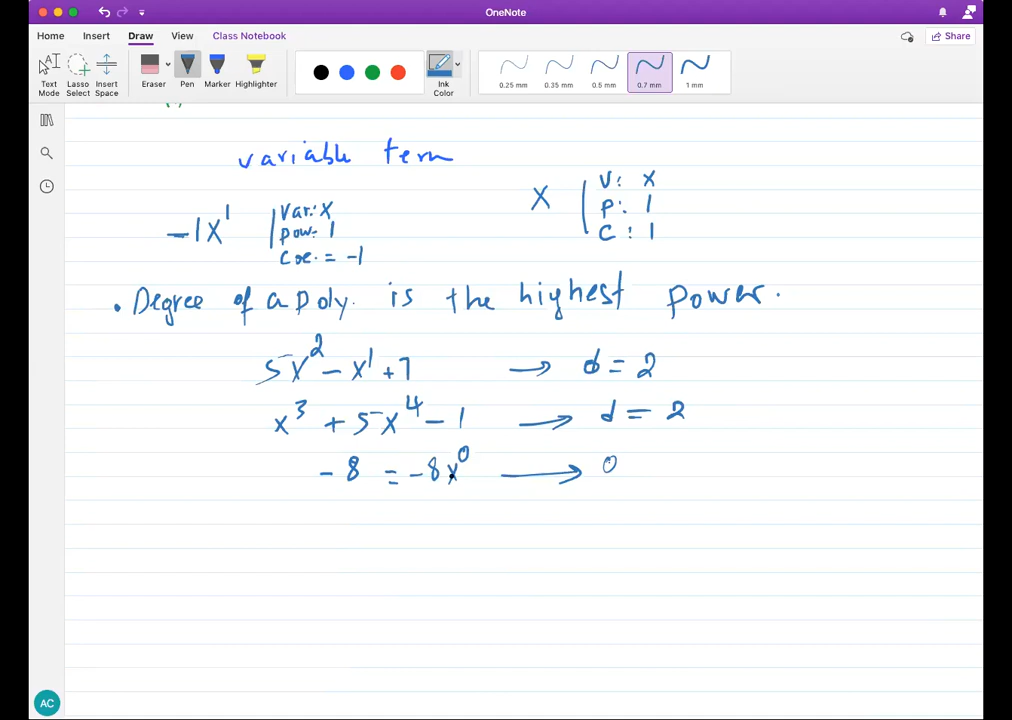 OneNote
Home Insert Draw View Class Notebook Share
Text Mode Lasso Select Insert Space Eraser Pen Marker Highlighter Ink Color 0.25 mm 0.35 mm 0.5 mm 0.7 mm 1 mm
variable term
-1X¹ Var: X
pow: 1
Coe. = -1
X V: X
P: 1
C: 1
• Degree of a poly. is the highest power.
5X² - X¹ + 7 → d = 2
X³ + 5X⁴ - 1 → d = 2
-8 = -8X⁰ → 0
AC